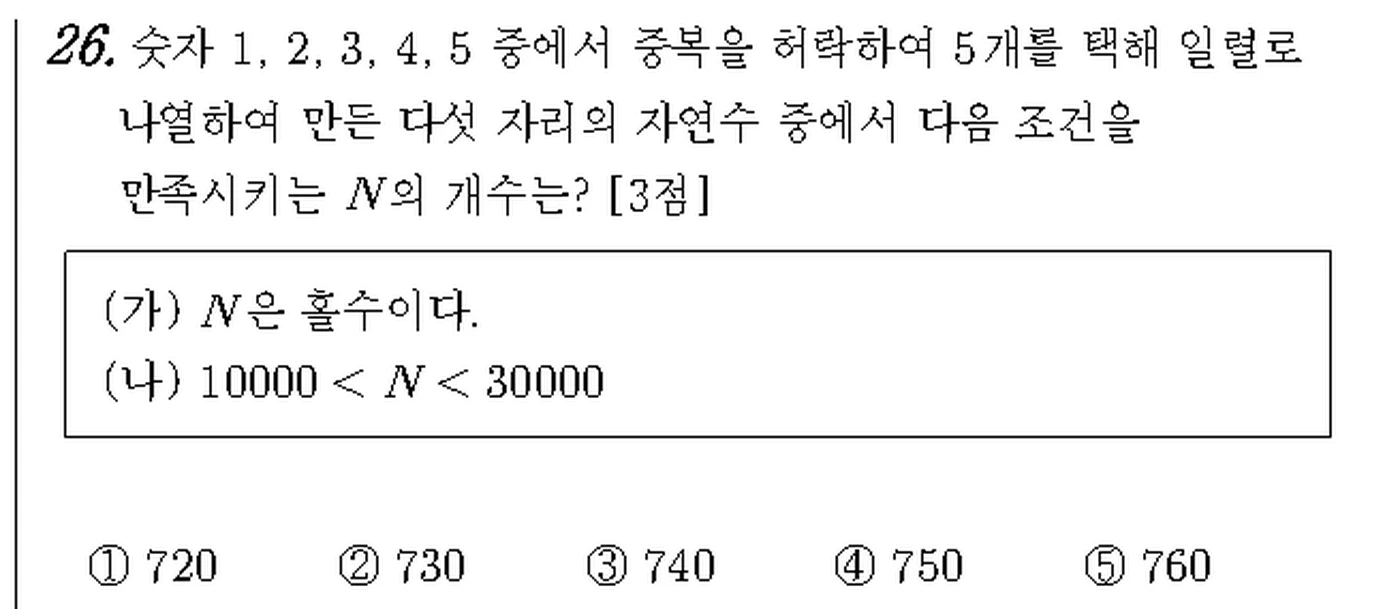 26. 숫자 1, 2, 3, 4, 5 중에서 중복을 허락하여 5개를 택해 일렬로
나열하여 만든 다섯 자리의 자연수 중에서 다음 조건을
만족시키는 N의 개수는? [3점]
(가) N은 홀수이다.
(나) 10000 < N < 30000
① 720 ② 730 ③ 740 ④ 750 ⑤ 760